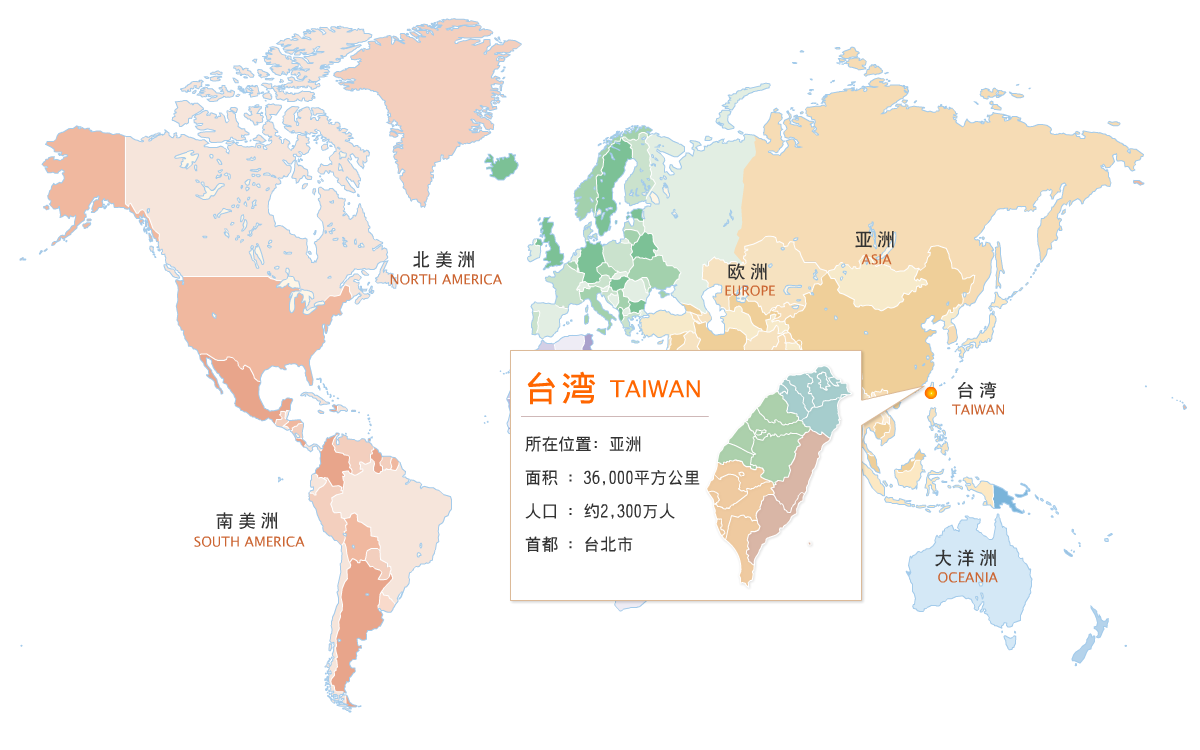 北美洲
NORTH AMERICA
亚洲
ASIA
欧洲
EUROPE
台湾 TAIWAN
所在位置：亚洲
面积 ：36,000平方公里
人口 ：约2,300万人
首都 ：台北市
台湾
TAIWAN
南美洲
SOUTH AMERICA
大洋洲
OCEANIA